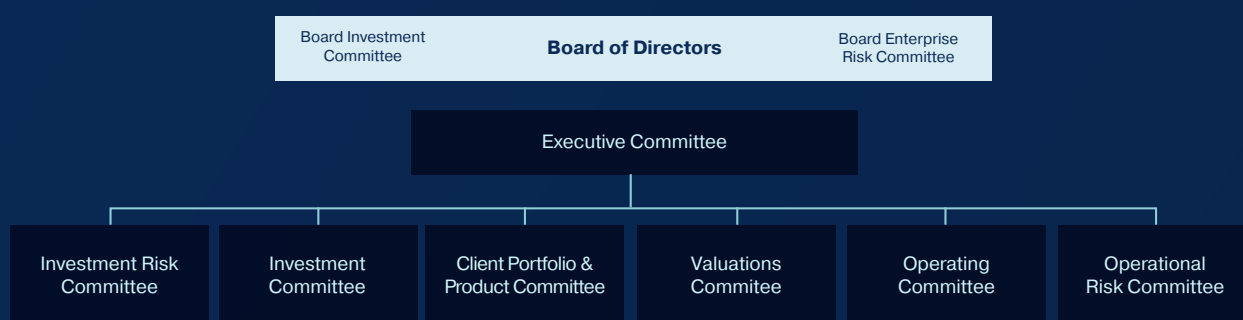 Board Investment
Committee
Board of Directors
Board Enterprise
Risk Committee
Executive Committee
Investment Risk
Committee
Investment
Committee
Client Portfolio &
Product Committee
Valuations
Commitee
Operating
Committee
Operational
Risk Committee